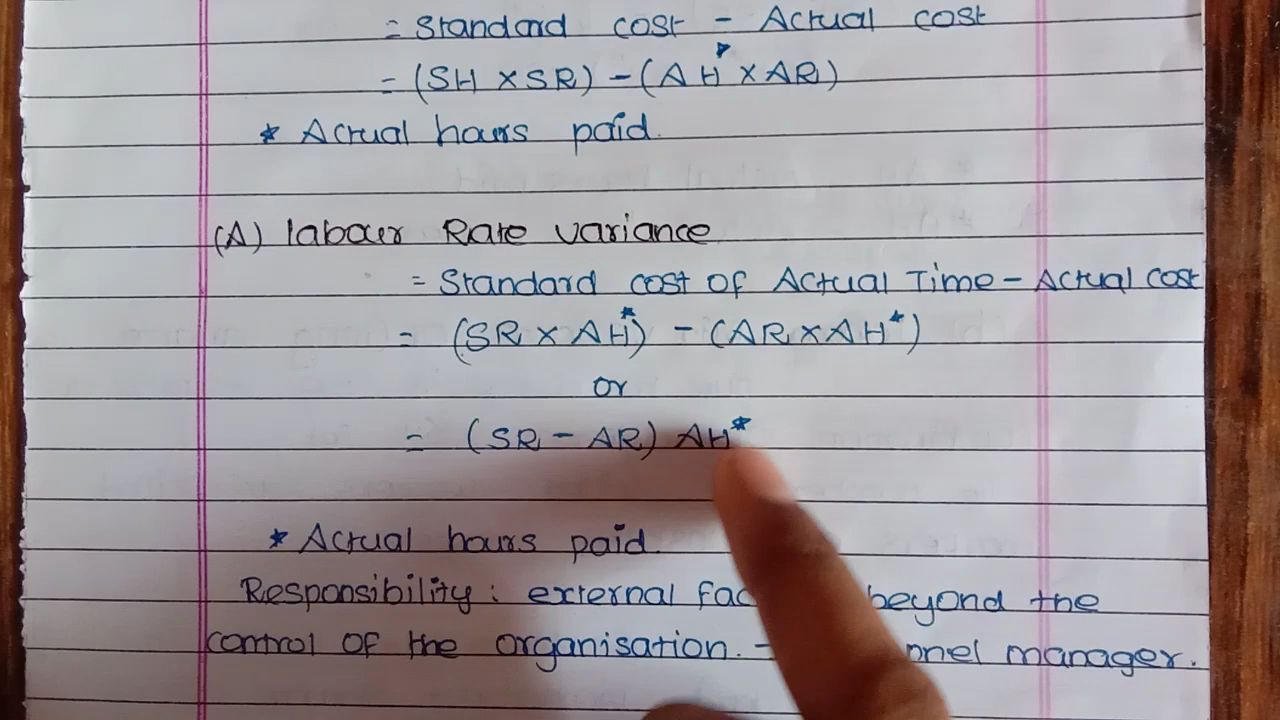 = Standard cost - Actual cost
= (SH X SR) - (AH* X AR)
* Actual hours paid.
(A) labour Rate variance
= Standard cost of Actual Time - Actual cost
= (SR X AH*) - (AR X AH*)
or
= (SR - AR) AH*
* Actual hours paid.
Responsibility : external beyond the
control of the organisation. - manager.